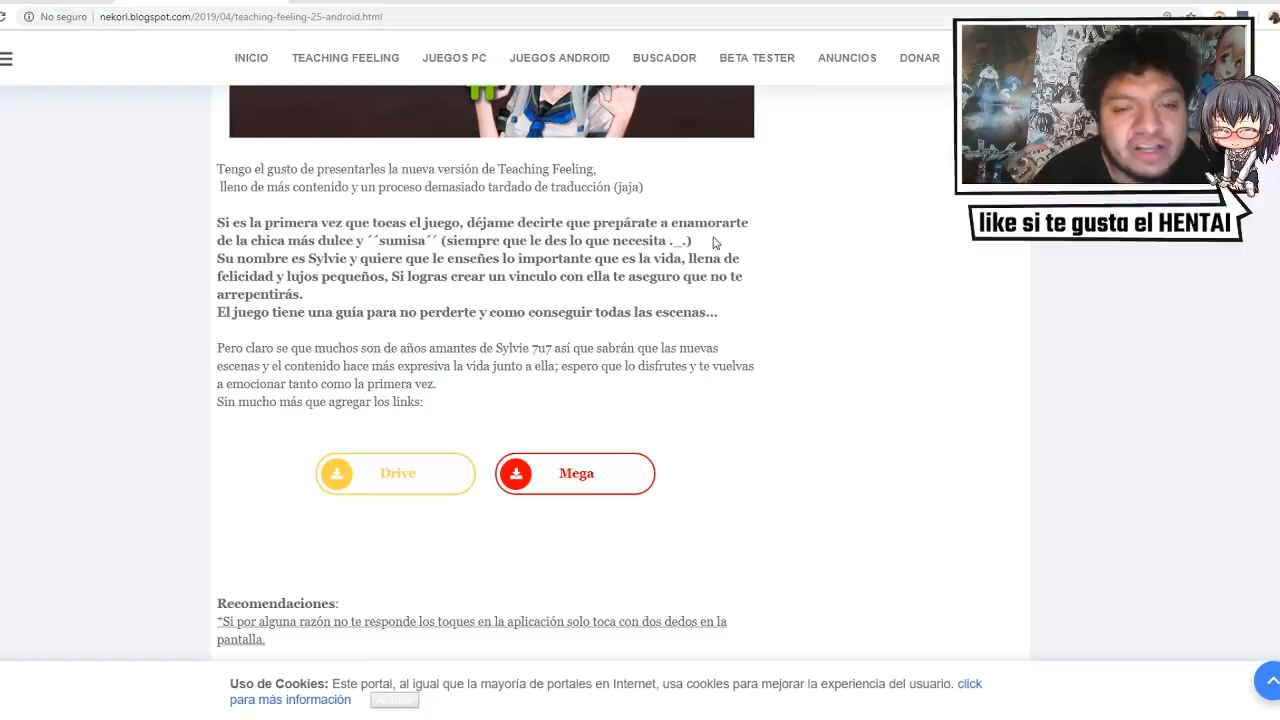 No seguro
nekorl.blogspot.com/2019/04/teaching-feeling-25-android.html
INICIO TEACHING FEELING JUEGOS PC JUEGOS ANDROID BUSCADOR BETA TESTER ANUNCIOS DONAR
like si te gusta el HENTAI
Tengo el gusto de presentarles la nueva versión de Teaching Feeling,
lleno de más contenido y un proceso demasiado tardado de traducción (jaja)
Si es la primera vez que tocas el juego, déjame decirte que prepárate a enamorarte
de la chica más dulce y ´´sumisa´´ (siempre que le des lo que necesita ._.)
Su nombre es Sylvie y quiere que le enseñes lo importante que es la vida, llena de
felicidad y lujos pequeños, Si logras crear un vinculo con ella te aseguro que no te
arrepentirás.
El juego tiene una guía para no perderte y como conseguir todas las escenas...
Pero claro se que muchos son de años amantes de Sylvie 7u7 así que sabrán que las nuevas
escenas y el contenido hace más expresiva la vida junto a ella; espero que lo disfrutes y te vuelvas
a emocionar tanto como la primera vez.
Sin mucho más que agregar los links:
Drive Mega
Recomendaciones:
*Si por alguna razón no te responde los toques en la aplicación solo toca con dos dedos en la
pantalla.
Uso de Cookies: Este portal, al igual que la mayoría de portales en Internet, usa cookies para mejorar la experiencia del usuario. click
para más información